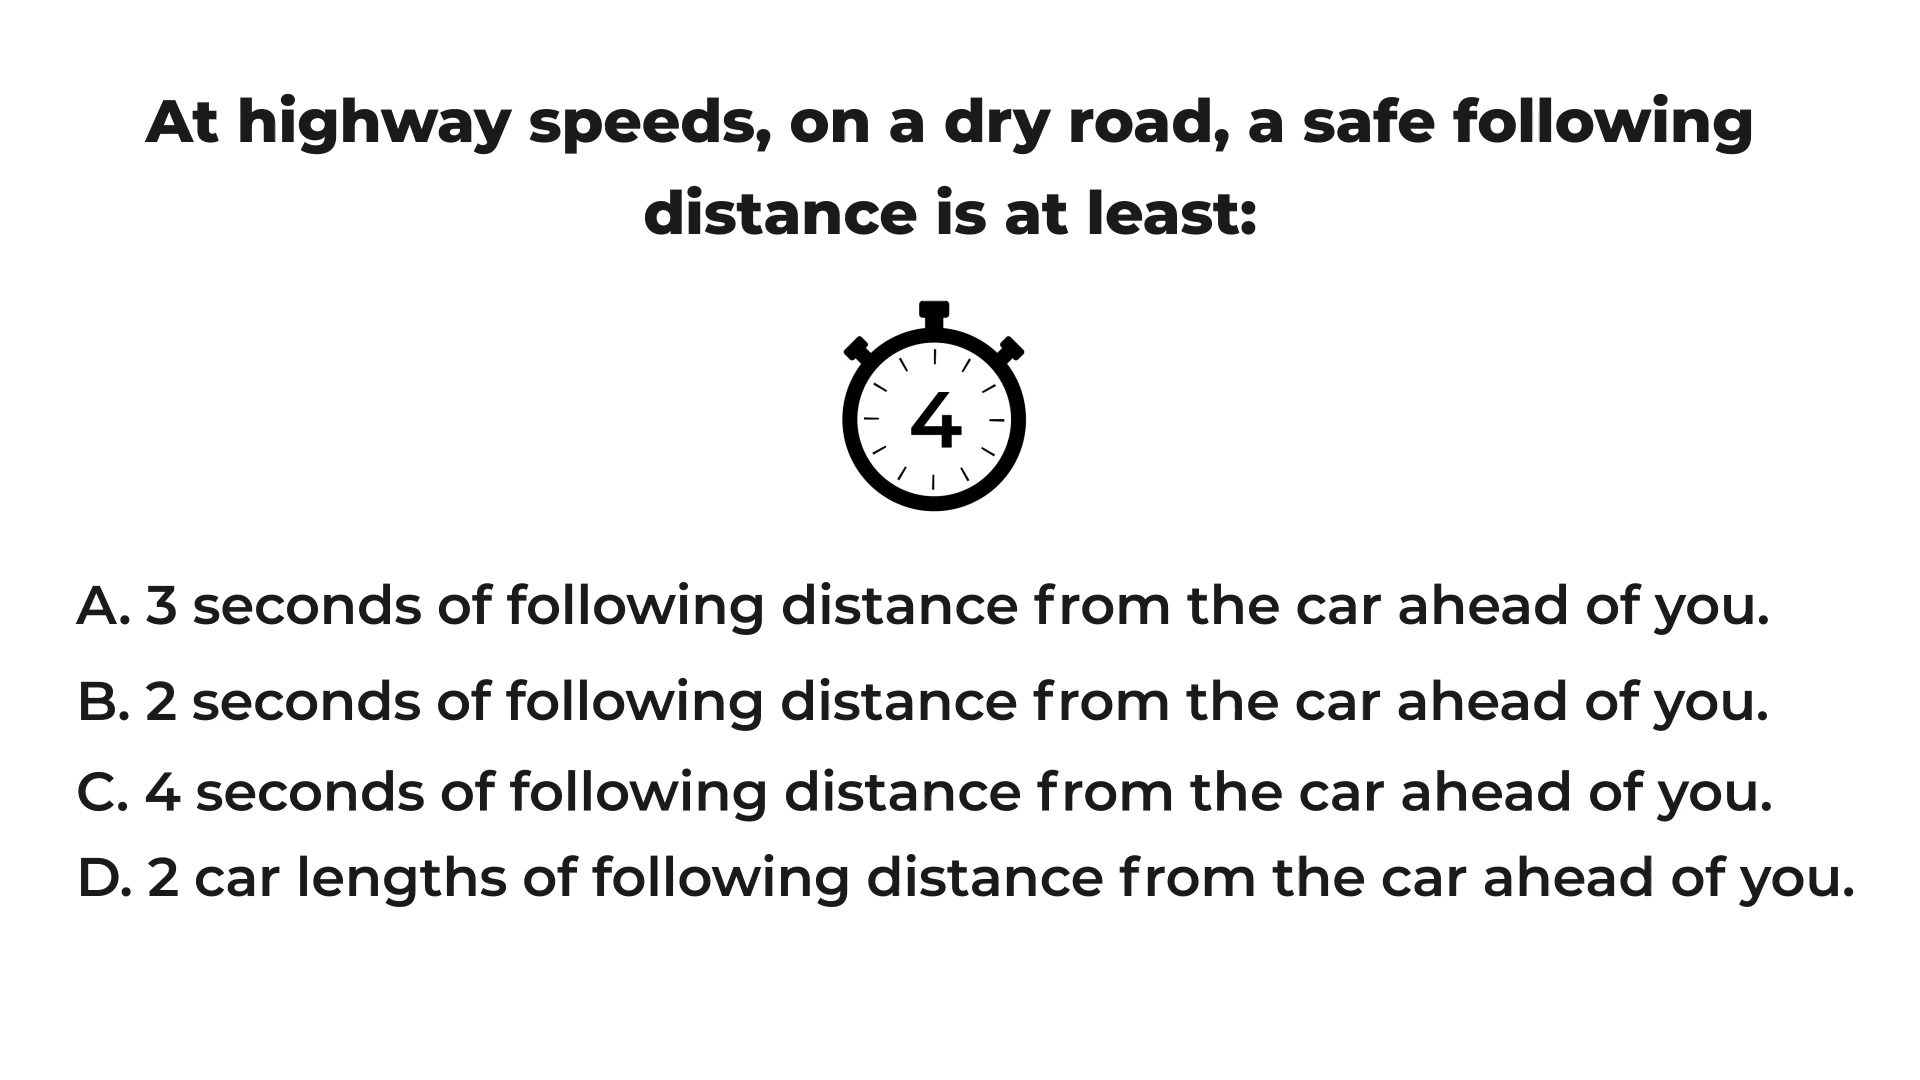 At highway speeds, on a dry road, a safe following
distance is at least:
4
A. 3 seconds of following distance from the car ahead of you.
B. 2 seconds of following distance from the car ahead of you.
C. 4 seconds of following distance from the car ahead of you.
D. 2 car lengths of following distance from the car ahead of you.